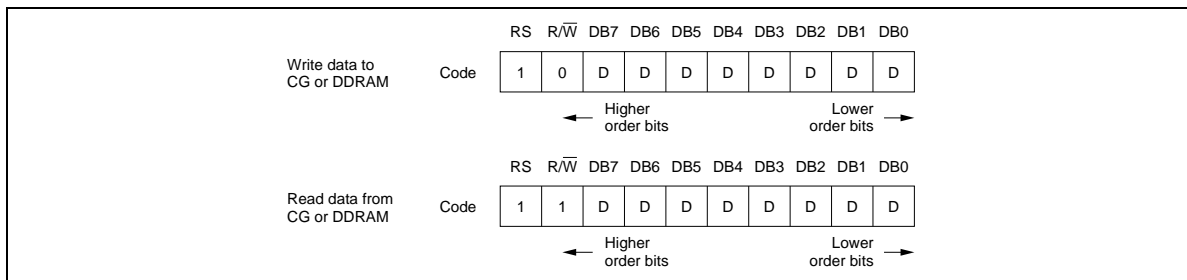 RS R/W̅ DB7 DB6 DB5 DB4 DB3 DB2 DB1 DB0
Write data to
CG or DDRAM
Code 1 0 D D D D D D D D
Higher
order bits
Lower
order bits
RS R/W̅ DB7 DB6 DB5 DB4 DB3 DB2 DB1 DB0
Read data from
CG or DDRAM
Code 1 1 D D D D D D D D
Higher
order bits
Lower
order bits